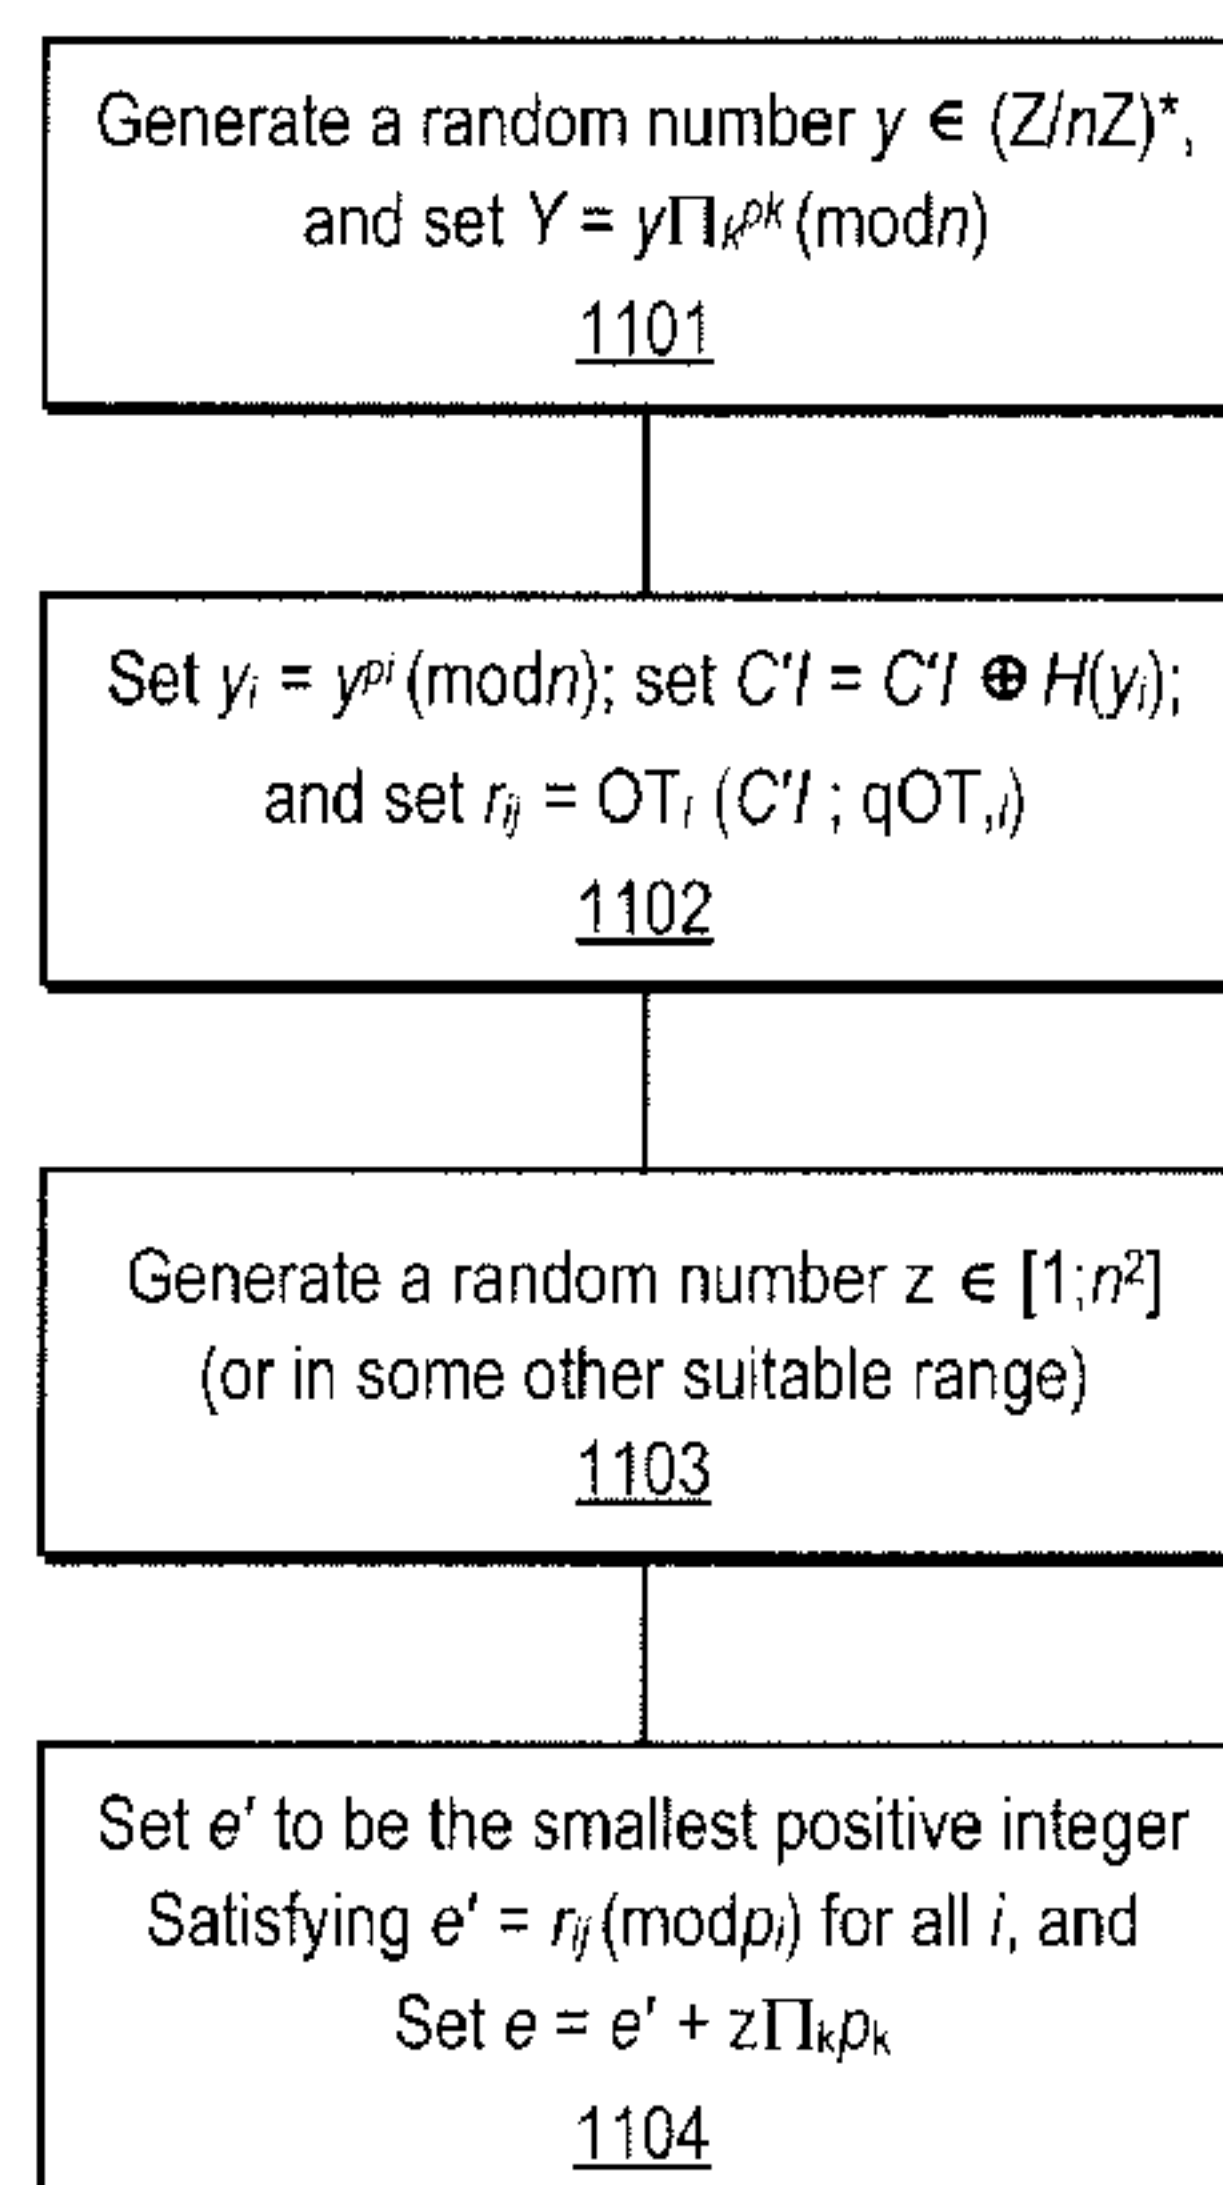 Generate a random number y ∈ (Z/nZ)*,
and set Y = yΠₖᵖᵏ(modn)
1101
Set yᵢ = yᵖⁱ(modn); set C'I = C'I ⊕ H(yᵢ);
and set rᵢⱼ = OTₗ (C'I ; qOT,ᵢ)
1102
Generate a random number z ∈ [1;n²]
(or in some other suitable range)
1103
Set e' to be the smallest positive integer
Satisfying e' = rᵢⱼ(modpᵢ) for all i, and
Set e = e' + zΠₖpₖ
1104